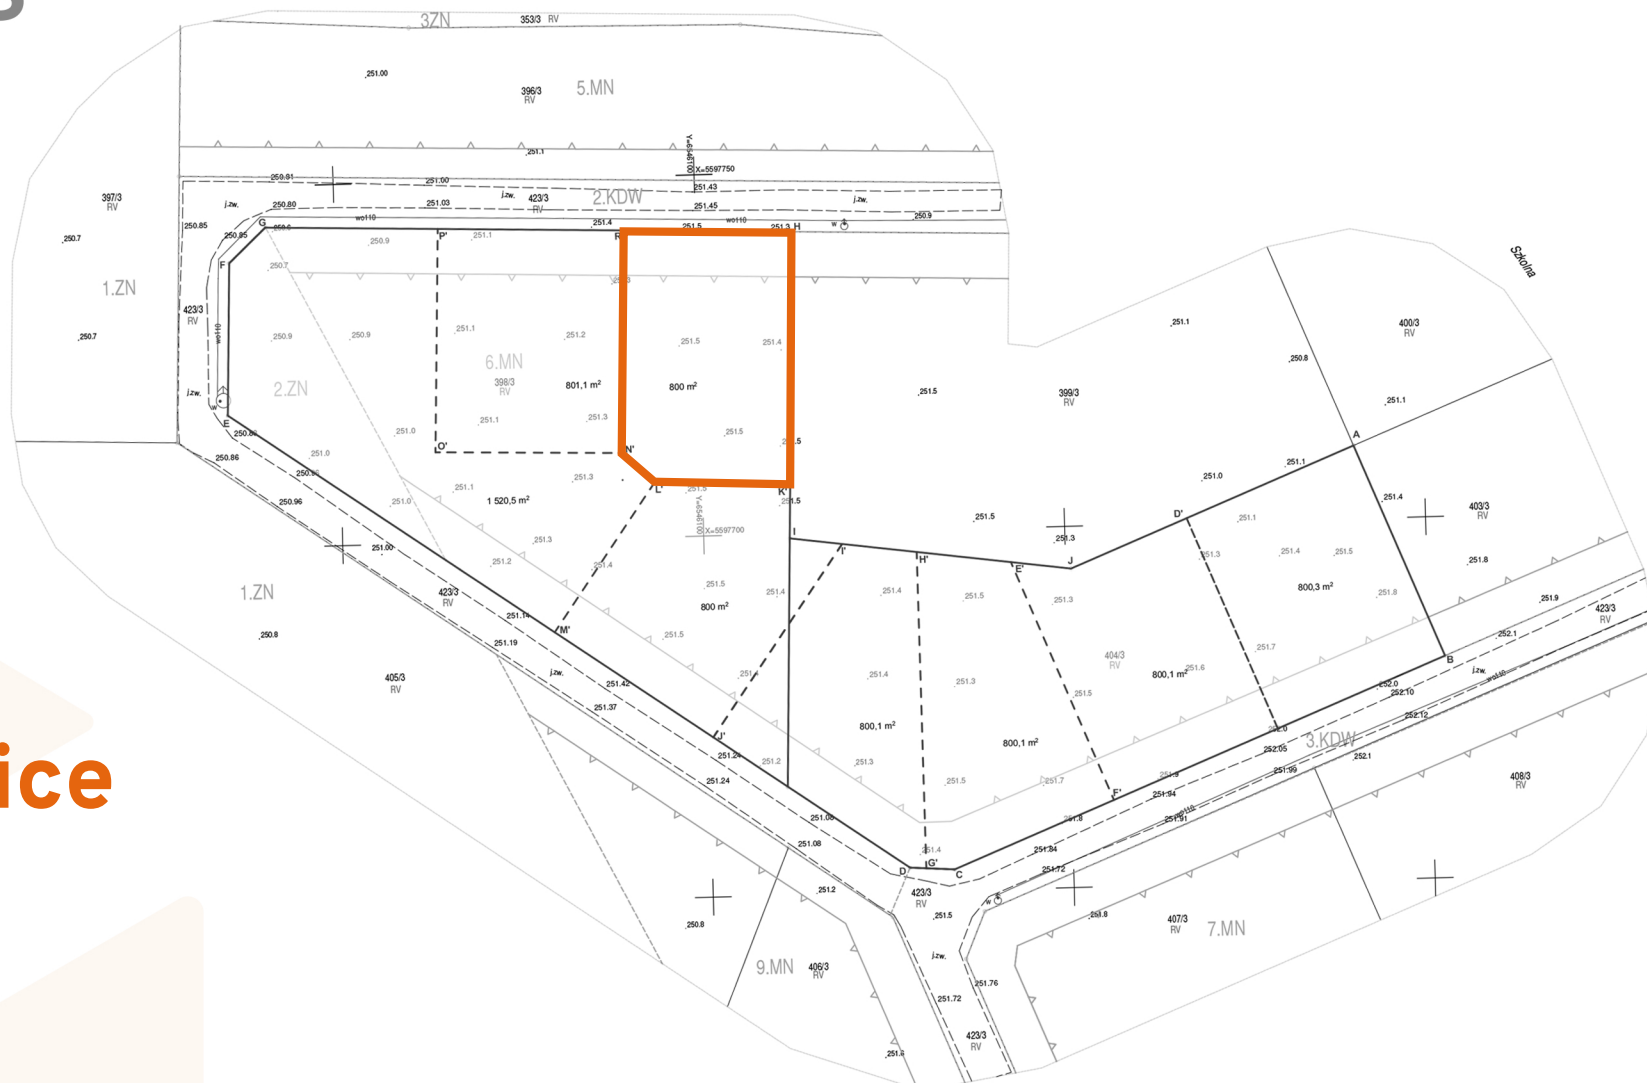 3ZN
353/3 RV
251.00
396/3
RV
5.MN
251.1
Y=6546100
X=5597750
250.91
251.00
251.43
397/3
RV
j.zw.
250.80
251.03
j.zw.
423/3
RV
2.KDW
251.45
j.zw.
250.9
250.85
G
wo110
251.4
wo110
251.5
251.3
H
w
250.7
250.85
P'
250.9
251.1
R
F
250.7
1.ZN
423/3
RV
250.7
wo110
250.9
250.9
251.1
251.2
251.5
251.4
6.MN
398/3
RV
801,1 m²
800 m²
2.ZN
j.zw.
w
E
251.1
251.3
251.0
251.5
O'
N'
250.86
251.0
251.3
251.1
L'
251.5
K'
251.5
250.96
251.0
1 520,5 m²
Y=6546100
X=5597700
251.00
251.3
251.2
251.4
I
1.ZN
423/3
RV
250.8
251.14
M'
251.5
251.4
800 m²
251.19
251.5
405/3
RV
j.zw.
251.42
251.37
J'
251.24
251.2
251.24
251.08
251.08
251.2
250.8
9.MN
406/3
RV
Szkolna
251.1
400/3
RV
250.8
251.5
399/3
RV
251.1
A
251.1
251.0
251.4
403/3
RV
251.5
D'
251.1
251.3
J
I'
H'
E'
251.3
251.4
251.5
251.8
251.4
251.5
251.3
800,3 m²
251.8
251.9
423/3
RV
252.1
251.7
B
j.zw.
wo110
404/3
RV
800,1 m²
251.6
251.4
251.3
251.5
252.0
252.10
252.12
800,1 m²
800,1 m²
3.KDW
252.05
252.1
251.3
251.5
251.7
251.99
408/3
RV
F'
251.94
wo110
251.91
251.8
251.4
251.84
D
G'
C
251.72
423/3
RV
w
251.5
251.8
407/3
RV
7.MN
j.zw.
251.76
251.72
423/3
RV
251.6
ice